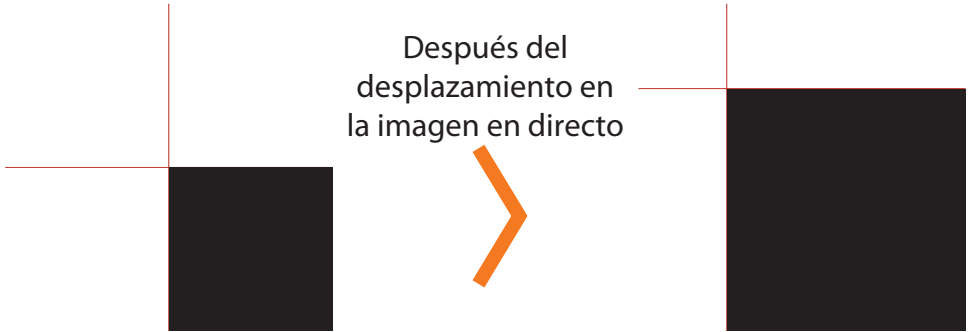 Después del
desplazamiento en
la imagen en directo